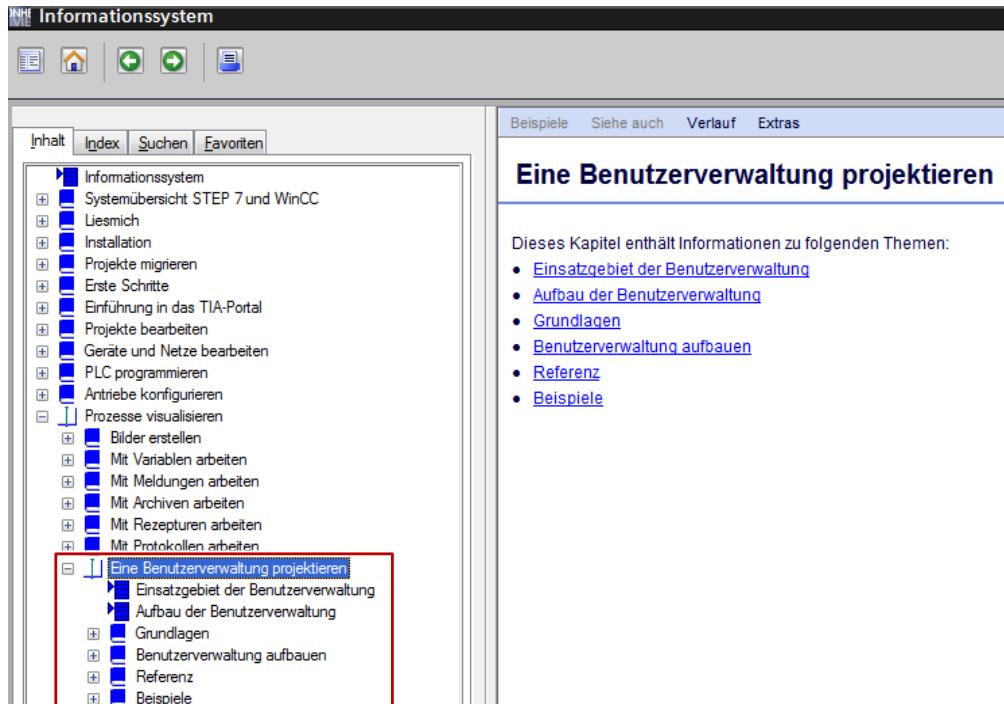 Informationssystem
Inhalt Index Suchen Favoriten
Informationssystem
Systemübersicht STEP 7 und WinCC
Liesmich
Installation
Projekte migrieren
Erste Schritte
Einführung in das TIA-Portal
Projekte bearbeiten
Geräte und Netze bearbeiten
PLC programmieren
Antriebe konfigurieren
Prozesse visualisieren
Bilder erstellen
Mit Variablen arbeiten
Mit Meldungen arbeiten
Mit Archiven arbeiten
Mit Rezepturen arbeiten
Mit Protokollen arbeiten
Eine Benutzerverwaltung projektieren
Einsatzgebiet der Benutzerverwaltung
Aufbau der Benutzerverwaltung
Grundlagen
Benutzerverwaltung aufbauen
Referenz
Beispiele
Beispiele Siehe auch Verlauf Extras
Eine Benutzerverwaltung projektieren
Dieses Kapitel enthält Informationen zu folgenden Themen:
• Einsatzgebiet der Benutzerverwaltung
• Aufbau der Benutzerverwaltung
• Grundlagen
• Benutzerverwaltung aufbauen
• Referenz
• Beispiele